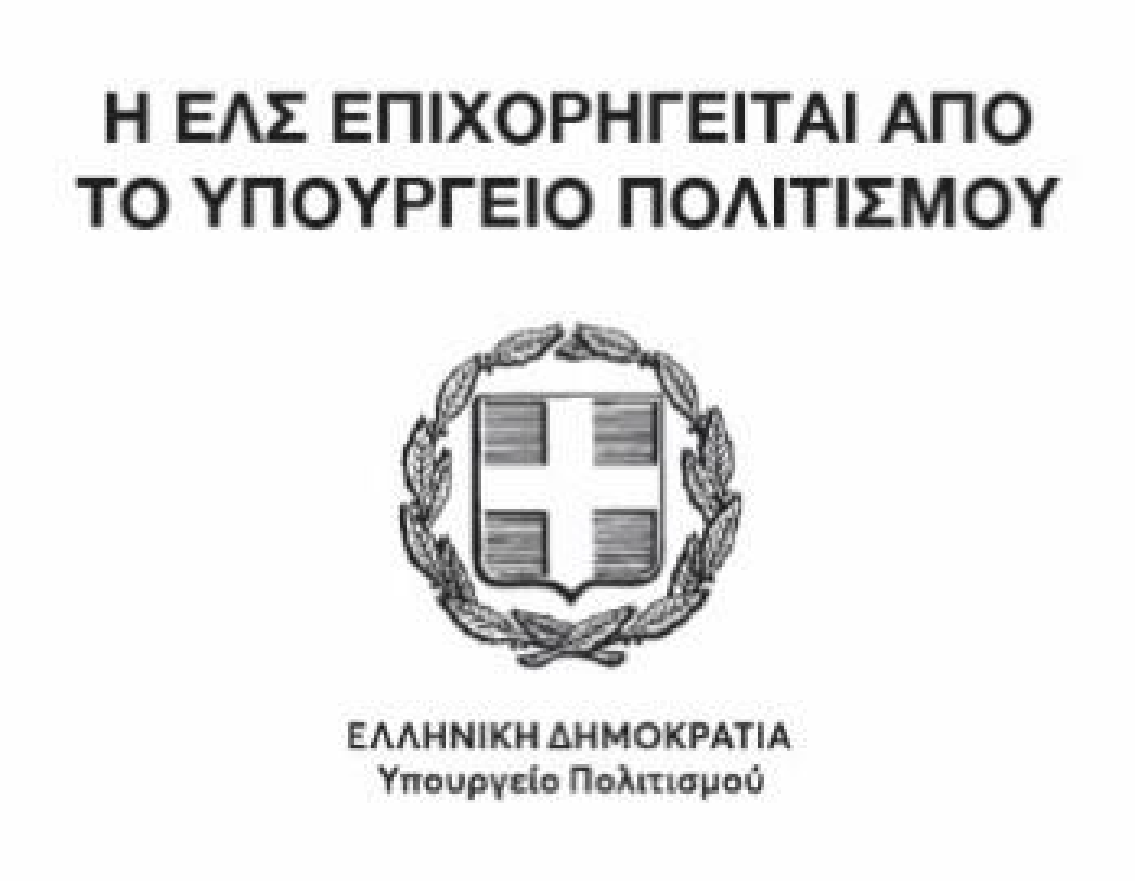 Η ΕΛΣ ΕΠΙΧΟΡΗΓΕΙΤΑΙ ΑΠΟ
ΤΟ ΥΠΟΥΡΓΕΙΟ ΠΟΛΙΤΙΣΜΟΥ
ΕΛΛΗΝΙΚΗ ΔΗΜΟΚΡΑΤΙΑ
Υπουργείο Πολιτισμού